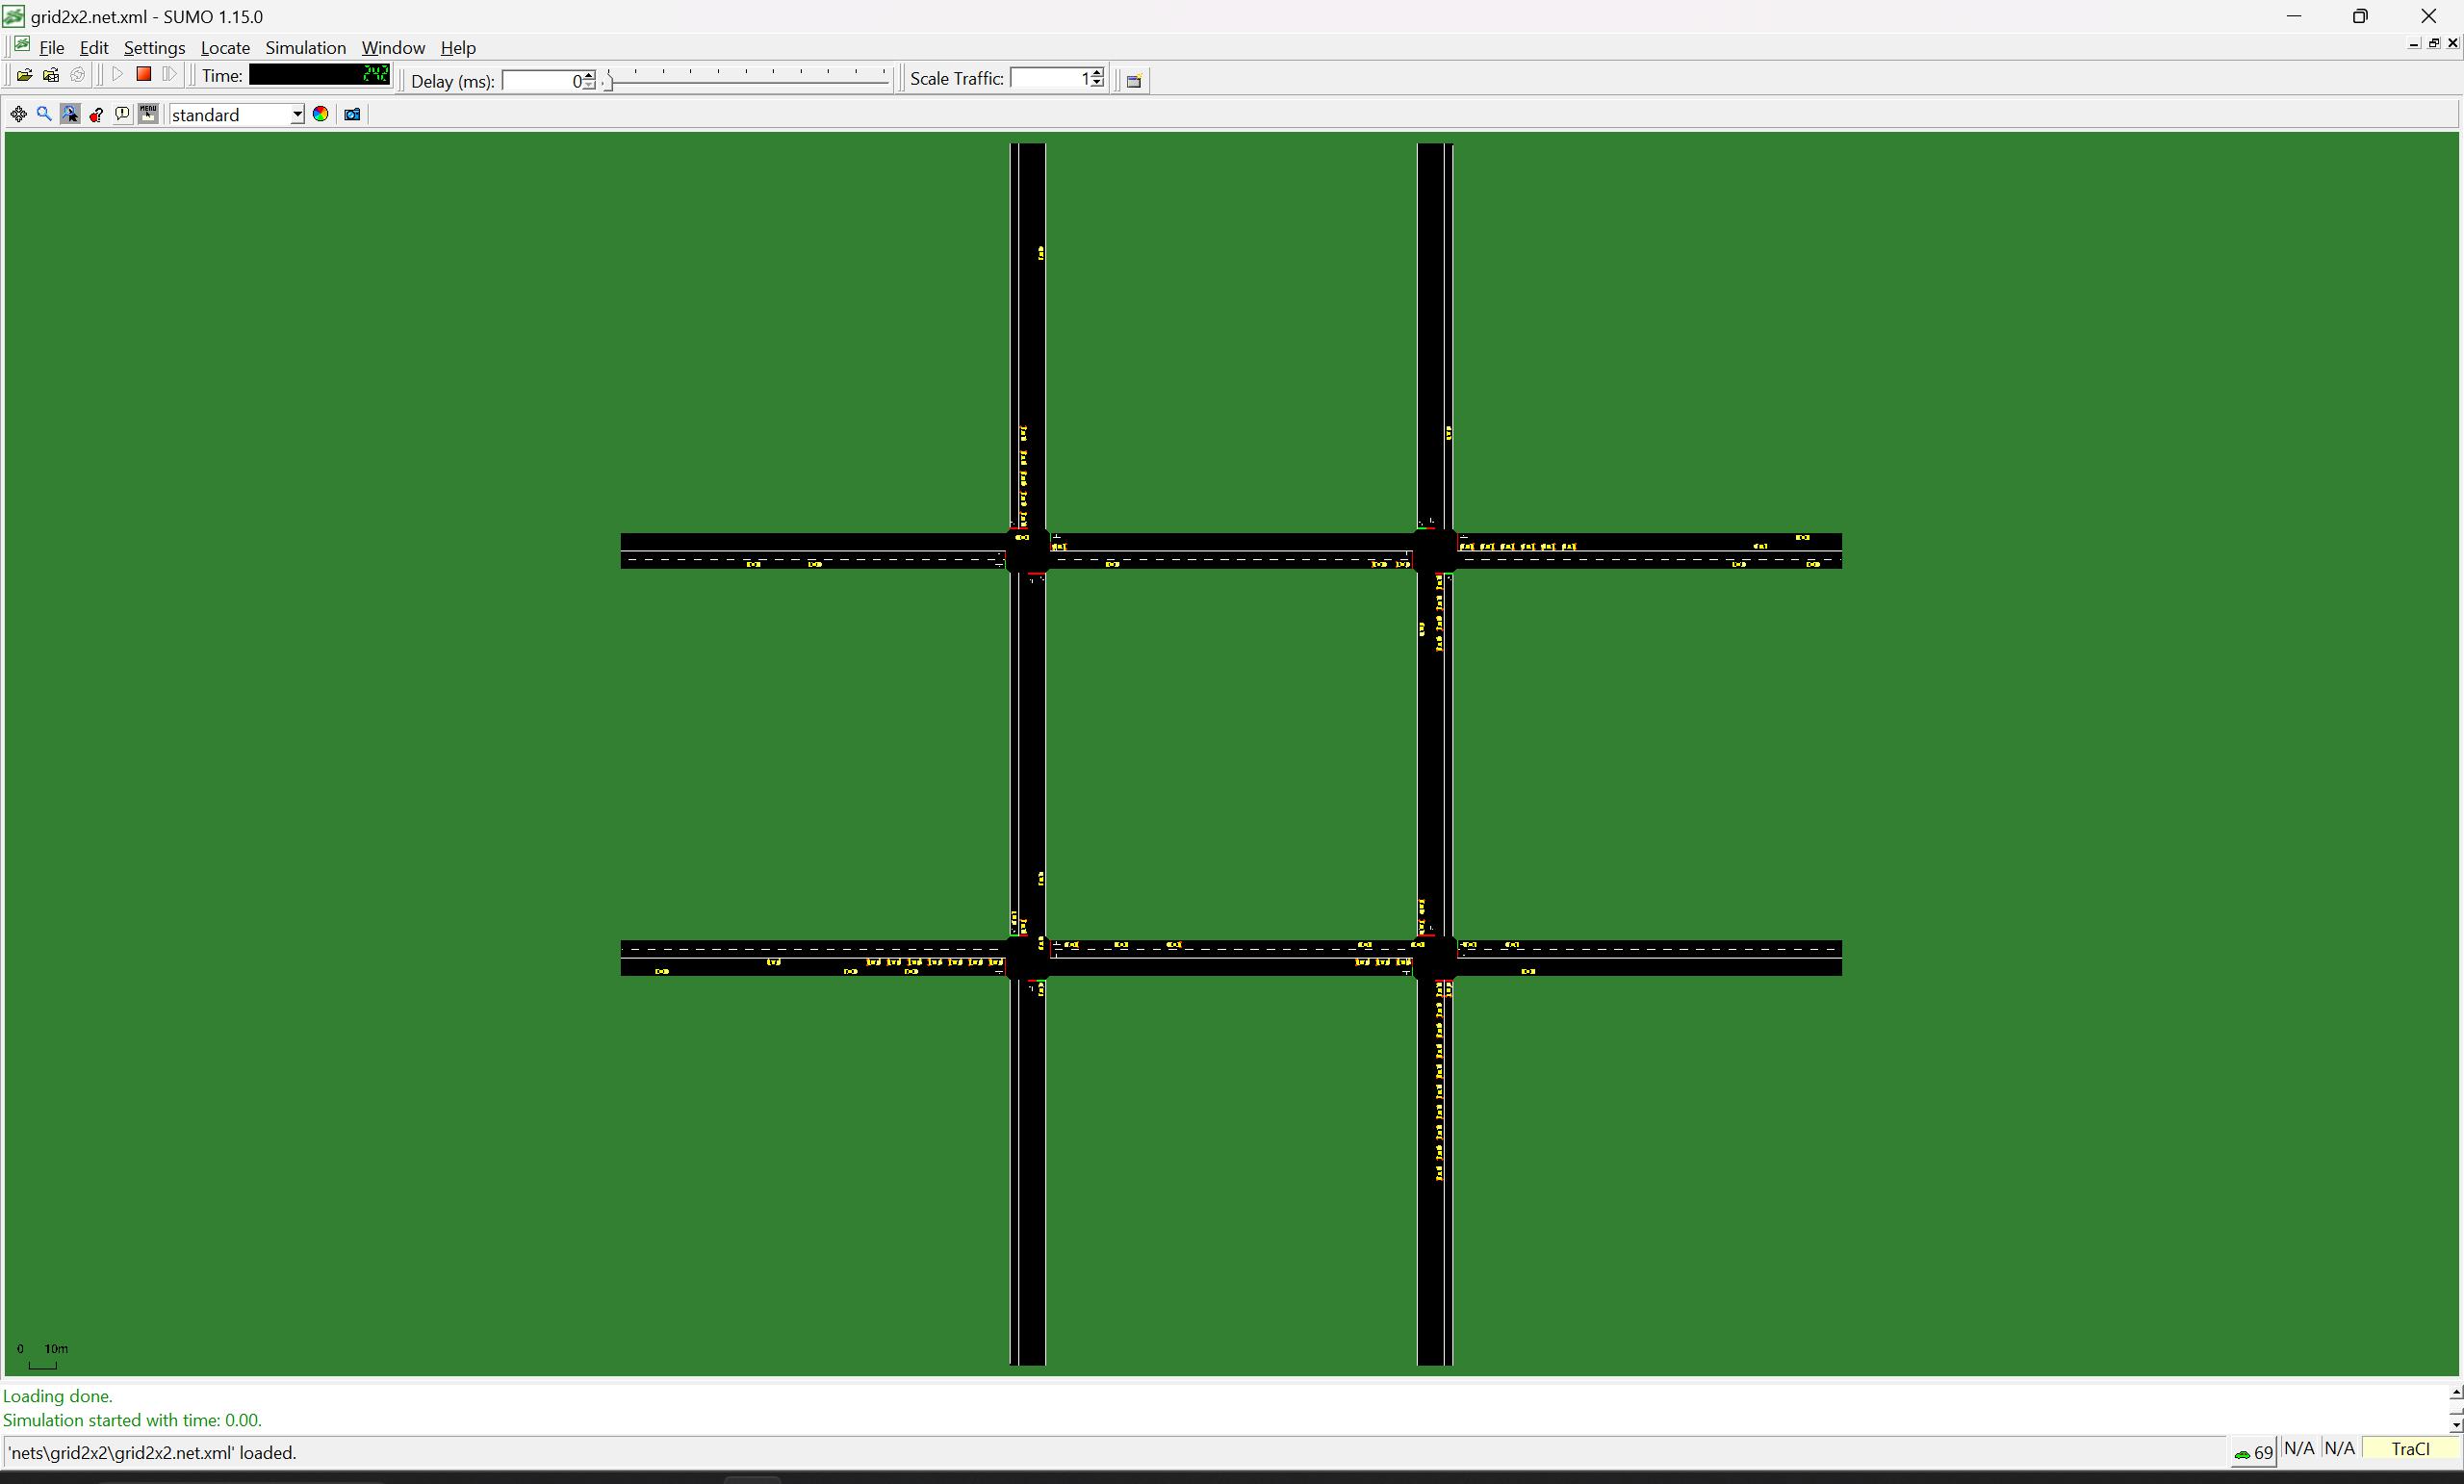 grid2x2.net.xml - SUMO 1.15.0
File Edit Settings Locate Simulation Window Help
Time: 242 Delay (ms): 0 Scale Traffic: 1
MENU standard
0 10m
Loading done.
Simulation started with time: 0.00.
'nets\grid2x2\grid2x2.net.xml' loaded. 69 N/A N/A TraCI